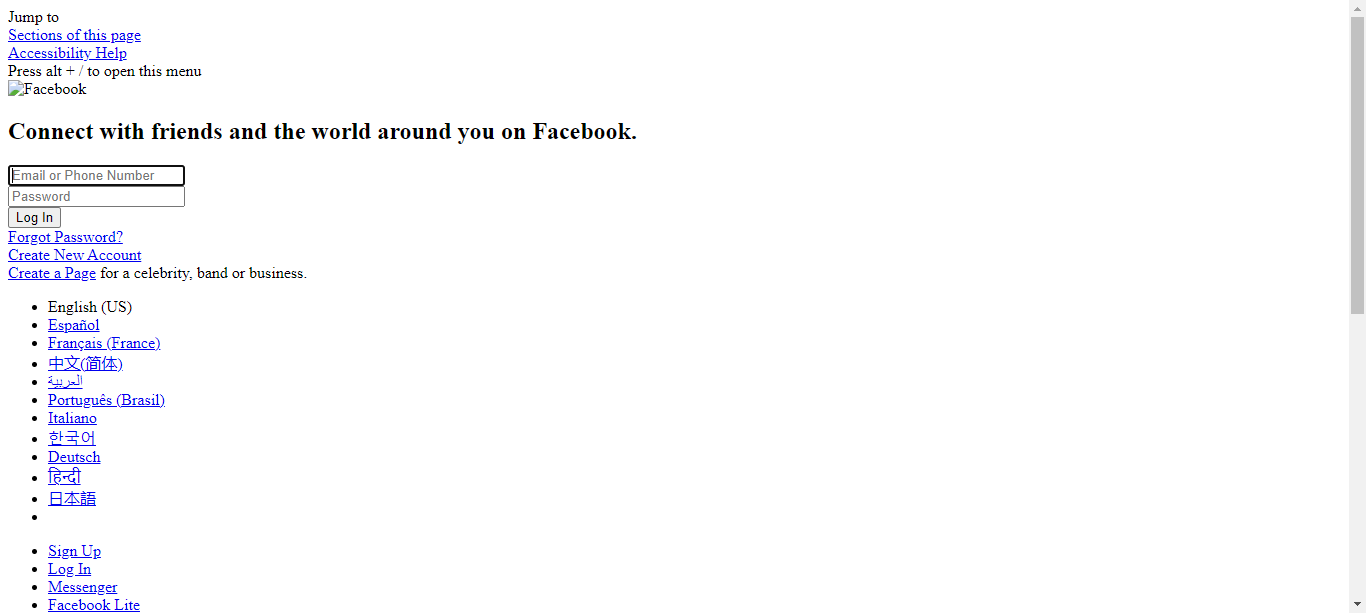 Jump to
Sections of this page
Accessibility Help
Press alt + / to open this menu
Facebook
Connect with friends and the world around you on Facebook.
Email or Phone Number
Password
Log In
Forgot Password?
Create New Account
Create a Page for a celebrity, band or business.
English (US)
Español
Français (France)
中文(简体)
العربية
Português (Brasil)
Italiano
한국어
Deutsch
हिन्दी
日本語
Sign Up
Log In
Messenger
Facebook Lite